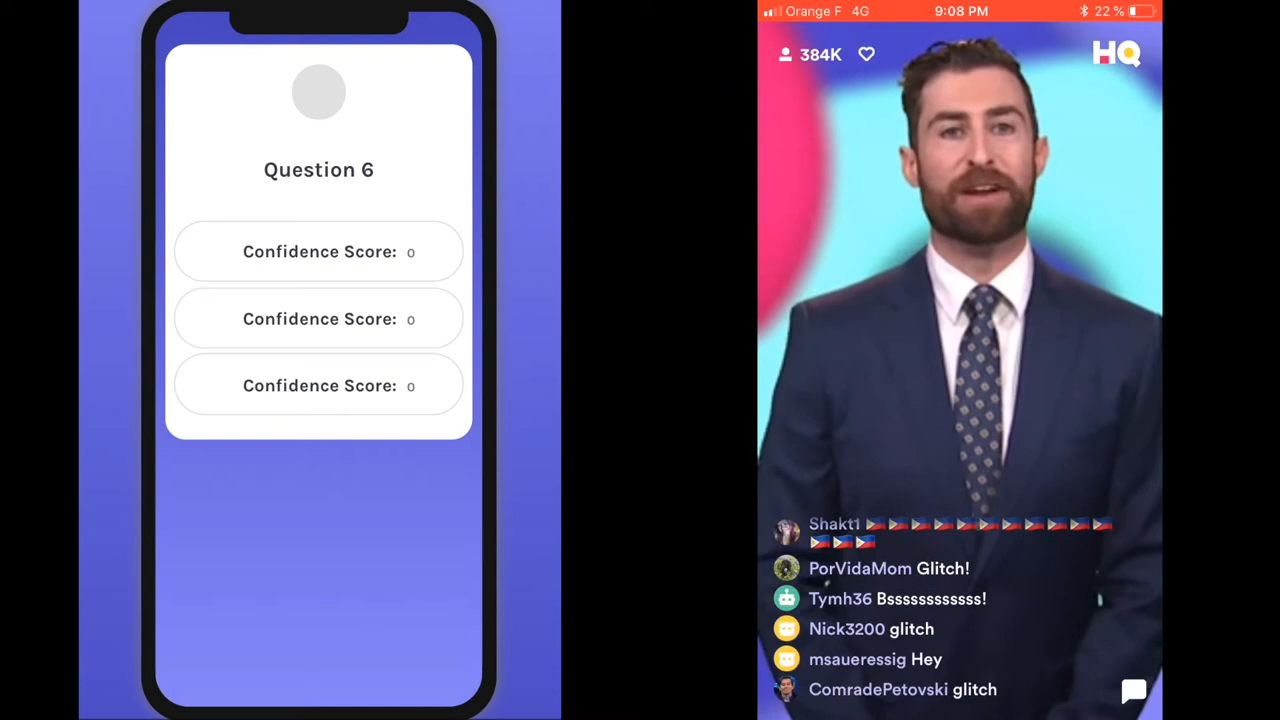 Question 6
Confidence Score: 0
Confidence Score: 0
Confidence Score: 0
Orange F 4G 9:08 PM 22 %
384K HQ
Shakt1 🇵🇭🇵🇭🇵🇭🇵🇭🇵🇭🇵🇭🇵🇭🇵🇭🇵🇭🇵🇭🇵🇭
🇵🇭🇵🇭🇵🇭
PorVidaMom Glitch!
Tymh36 Bssssssssssss!
Nick3200 glitch
msaueressig Hey
ComradePetovski glitch